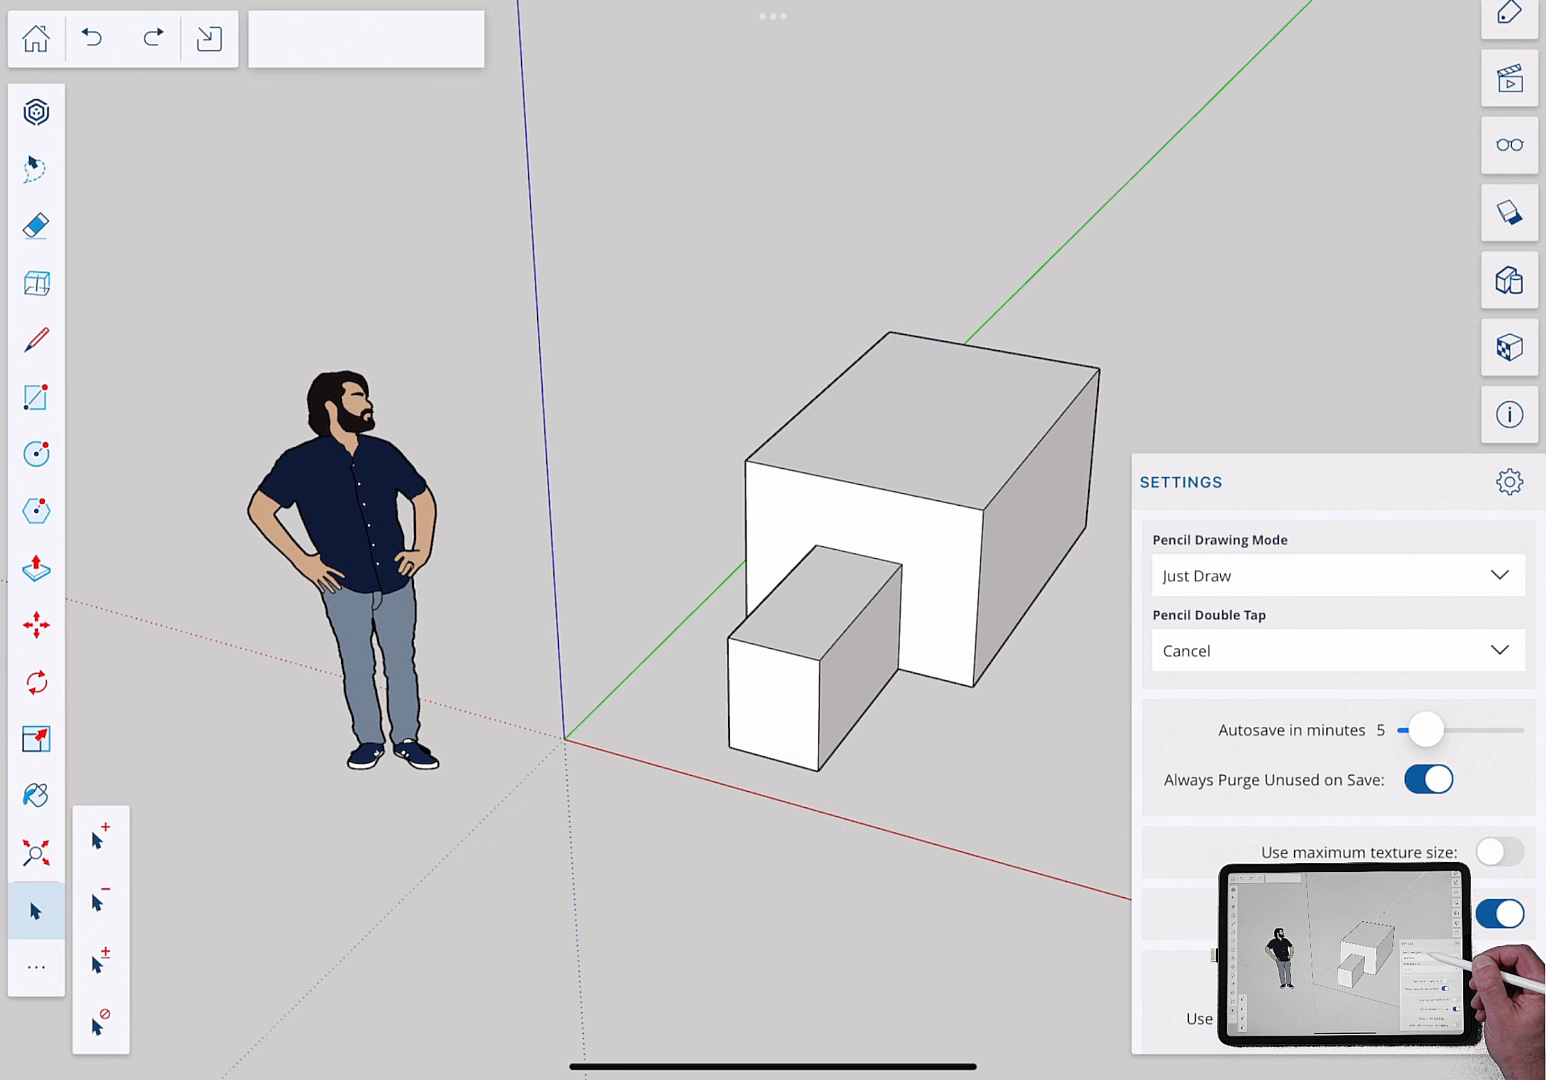 SETTINGS
Pencil Drawing Mode
Just Draw
Pencil Double Tap
Cancel
Autosave in minutes 5
Always Purge Unused on Save:
Use maximum texture size:
Use